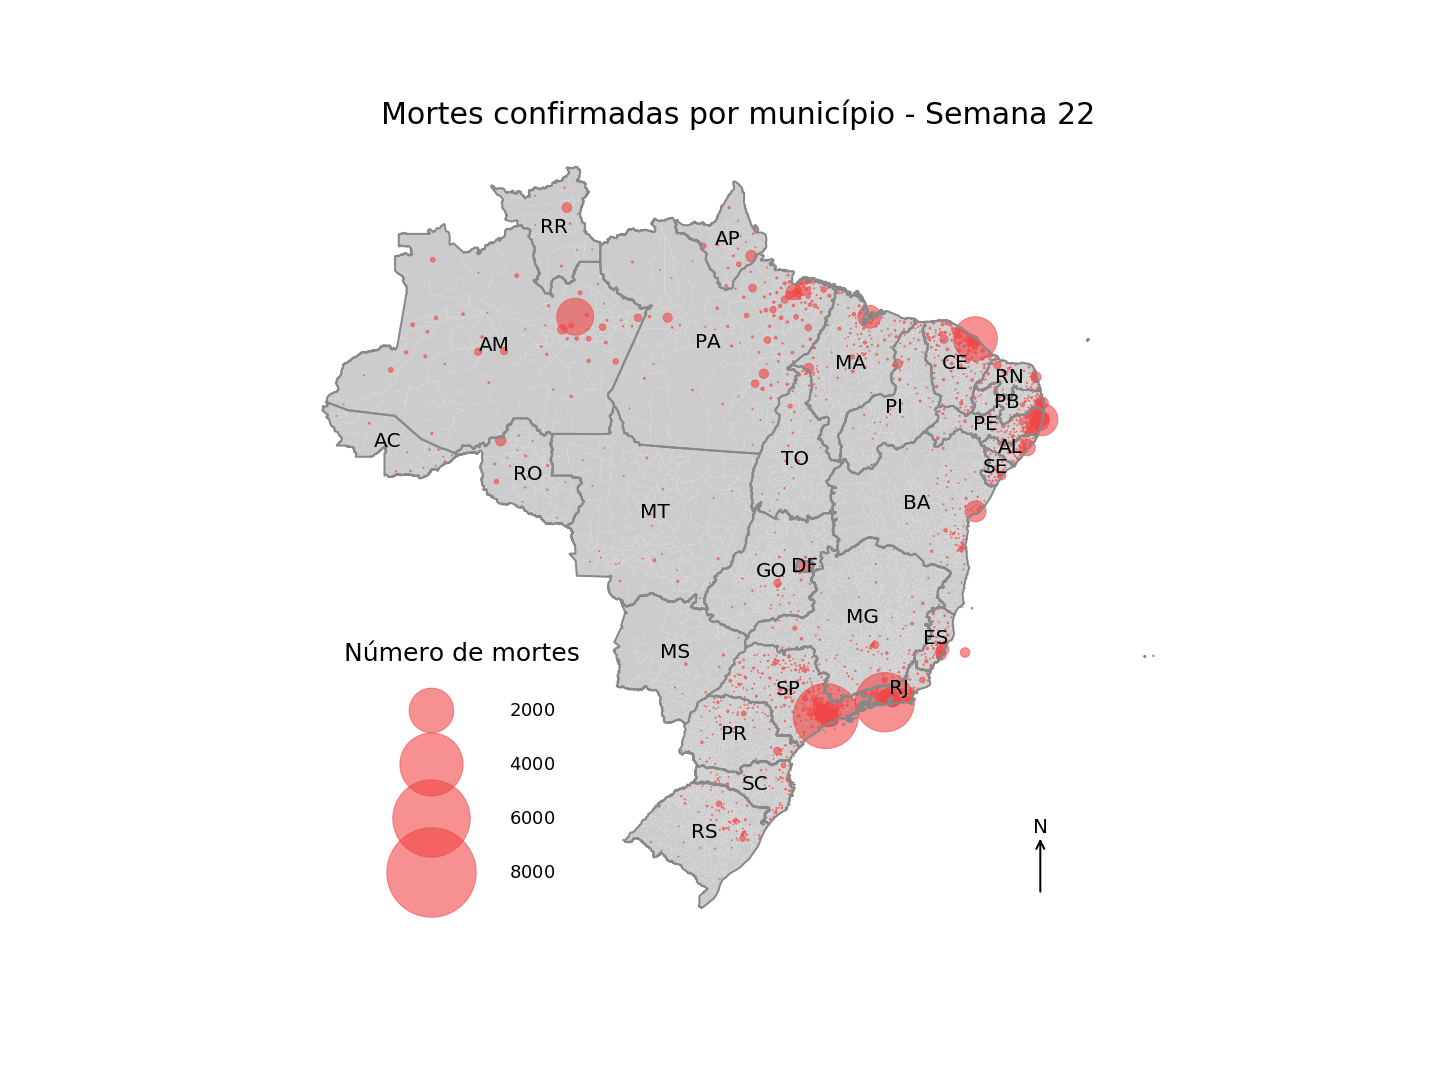 Mortes confirmadas por município - Semana 22
RR
AP
AM
PA
MA
CE
RN
PB
PI
PE
AC
AL
TO
SE
RO
BA
MT
GO
DF
MG
ES
MS
Número de mortes
SP
RJ
2000
PR
4000
SC
6000
RS
N
8000